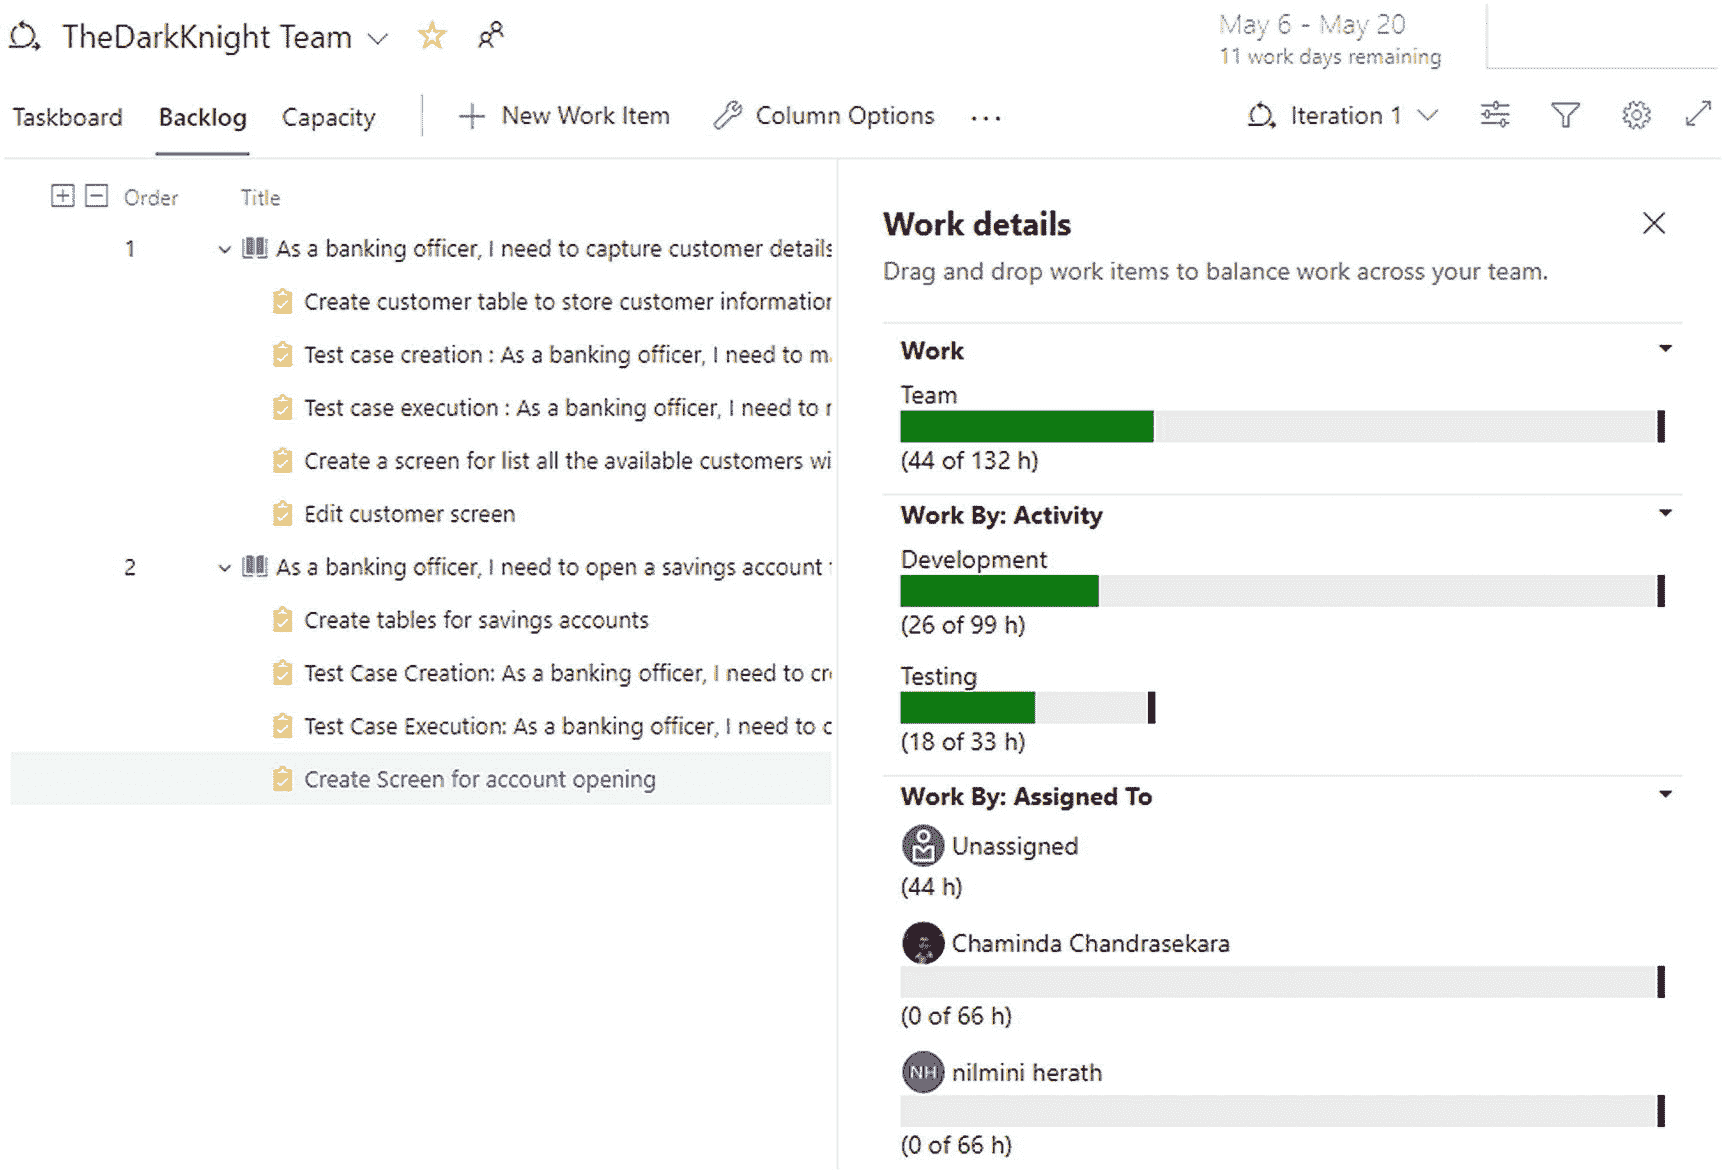 TheDarkKnight Team
May 6 - May 20
11 work days remaining
Taskboard Backlog Capacity New Work Item Column Options ... Iteration 1
Order Title
1 As a banking officer, I need to capture customer details
Create customer table to store customer information
Test case creation : As a banking officer, I need to m
Test case execution : As a banking officer, I need to
Create a screen for list all the available customers wi
Edit customer screen
2 As a banking officer, I need to open a savings account
Create tables for savings accounts
Test Case Creation: As a banking officer, I need to cr
Test Case Execution: As a banking officer, I need to c
Create Screen for account opening
Work details
Drag and drop work items to balance work across your team.
Work
Team
(44 of 132 h)
Work By: Activity
Development
(26 of 99 h)
Testing
(18 of 33 h)
Work By: Assigned To
Unassigned
(44 h)
Chaminda Chandrasekara
(0 of 66 h)
NH nilmini herath
(0 of 66 h)